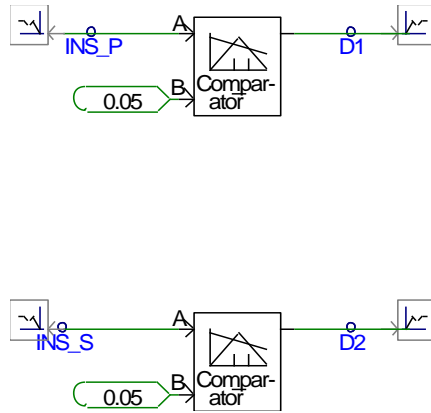 A
INS_P
D1
B
0.05
Compar-
ator
A
INS_S
D2
B
0.05
Compar-
ator